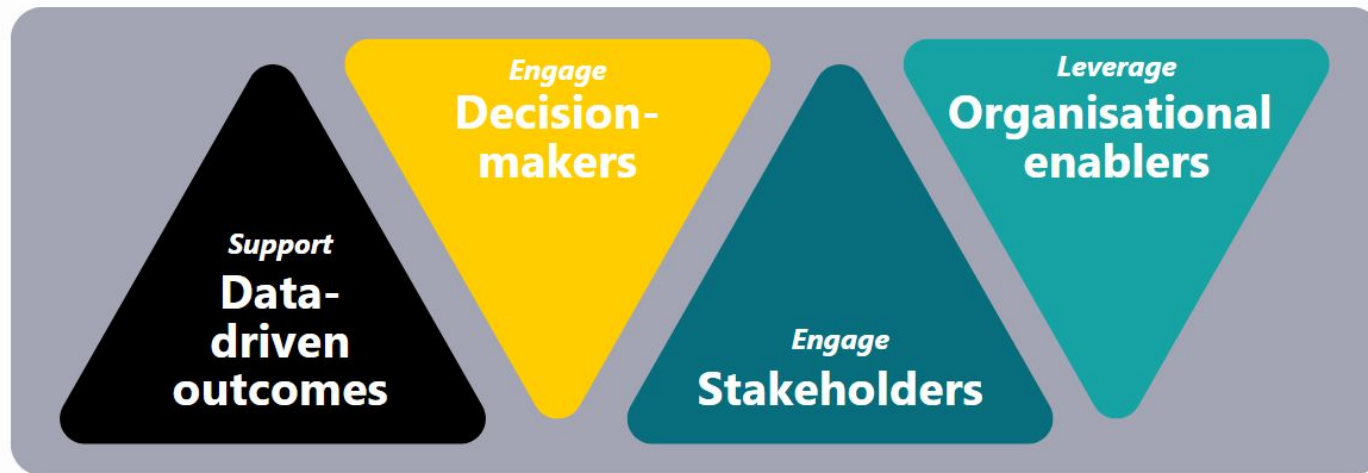 Support
Data-
driven
outcomes
Engage
Decision-
makers
Engage
Stakeholders
Leverage
Organisational
enablers